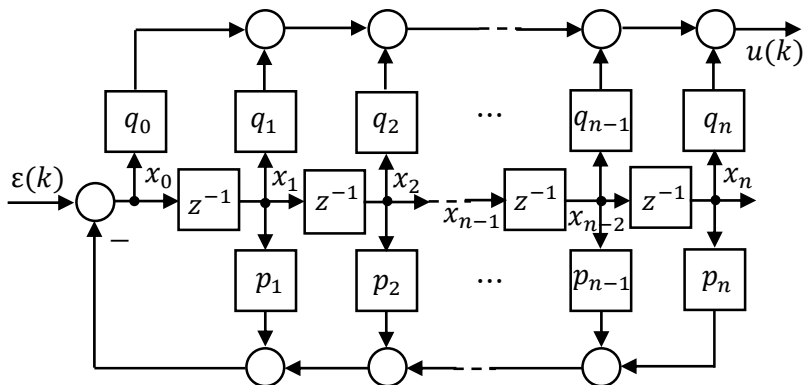 u(k)
q₀ q₁ q₂ ... qₙ₋₁ qₙ
ε(k) x₀ x₁ x₂ xₙ
z⁻¹ z⁻¹ xₙ₋₁ z⁻¹ xₙ₋₂ z⁻¹
−
p₁ p₂ ... pₙ₋₁ pₙ